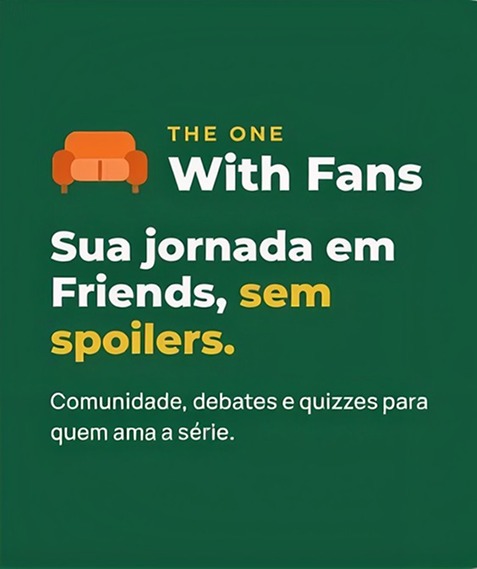 THE ONE
With Fans
Sua jornada em
Friends, sem
spoilers.
Comunidade, debates e quizzes para
quem ama a série.